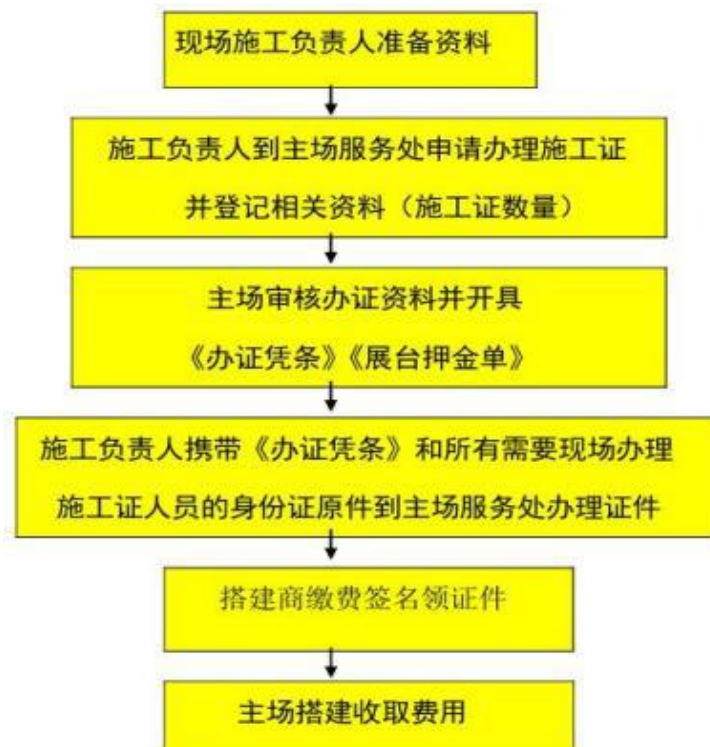 现场施工负责人准备资料
施工负责人到主场服务处申请办理施工证
并登记相关资料（施工证数量）
主场审核办证资料并开具
《办证凭条》《展台押金单》
施工负责人携带《办证凭条》和所有需要现场办理
施工证人员的身份证原件到主场服务处办理证件
搭建商缴费签名领证件
主场搭建收取费用